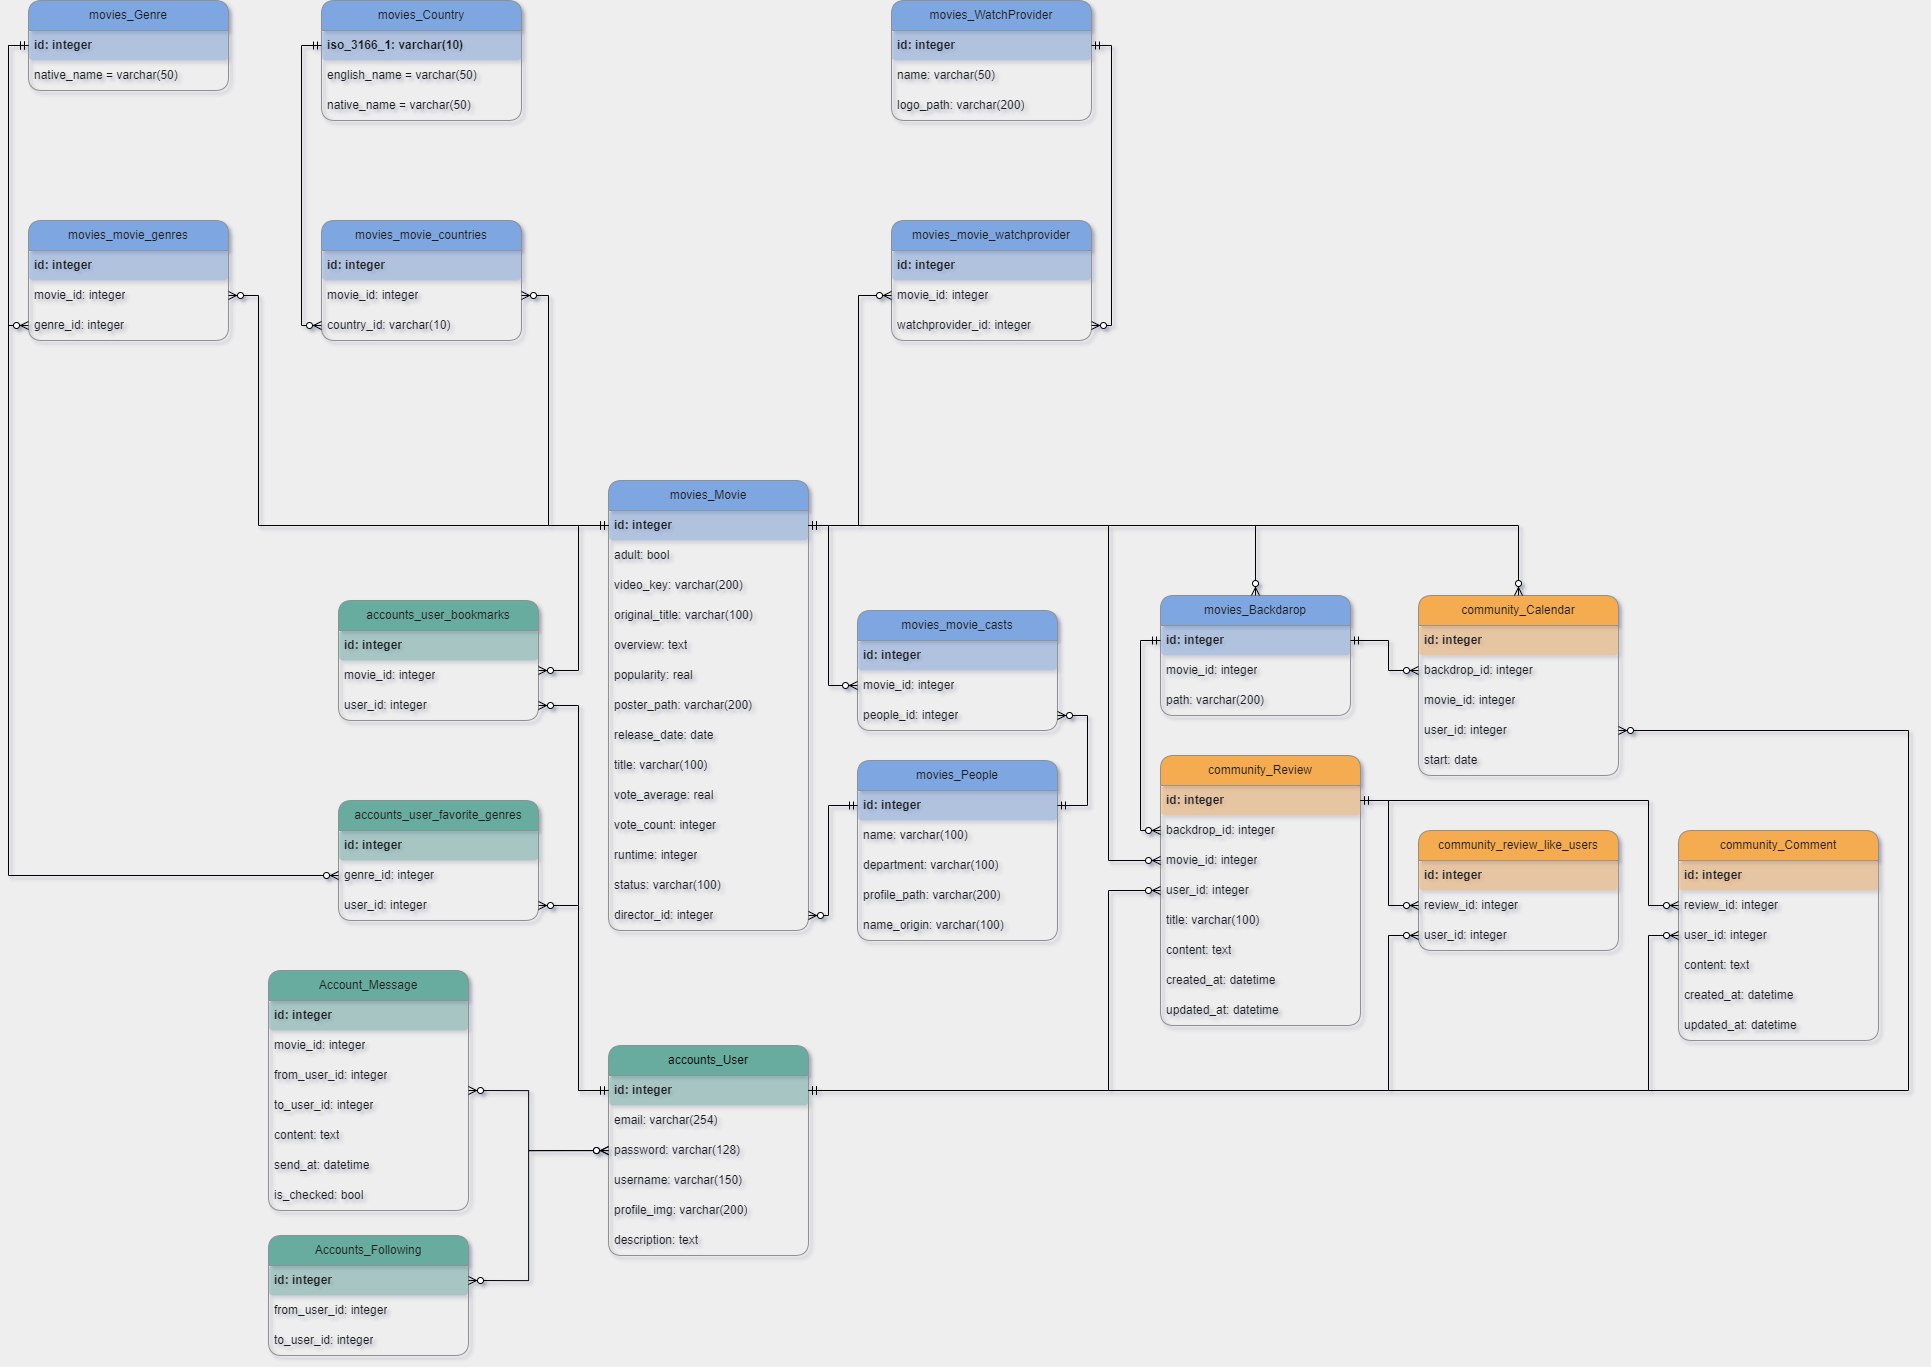 movies_Genre
id: integer
native_name = varchar(50)
movies_Country
iso_3166_1: varchar(10)
english_name = varchar(50)
native_name = varchar(50)
movies_WatchProvider
id: integer
name: varchar(50)
logo_path: varchar(200)
movies_movie_genres
id: integer
movie_id: integer
genre_id: integer
movies_movie_countries
id: integer
movie_id: integer
country_id: varchar(10)
movies_movie_watchprovider
id: integer
movie_id: integer
watchprovider_id: integer
movies_Movie
id: integer
adult: bool
video_key: varchar(200)
original_title: varchar(100)
overview: text
popularity: real
poster_path: varchar(200)
release_date: date
title: varchar(100)
vote_average: real
vote_count: integer
runtime: integer
status: varchar(100)
director_id: integer
accounts_user_bookmarks
id: integer
movie_id: integer
user_id: integer
movies_movie_casts
id: integer
movie_id: integer
people_id: integer
movies_Backdarop
id: integer
movie_id: integer
path: varchar(200)
community_Calendar
id: integer
backdrop_id: integer
movie_id: integer
user_id: integer
start: date
movies_People
id: integer
name: varchar(100)
department: varchar(100)
profile_path: varchar(200)
name_origin: varchar(100)
community_Review
id: integer
backdrop_id: integer
movie_id: integer
user_id: integer
title: varchar(100)
content: text
created_at: datetime
updated_at: datetime
accounts_user_favorite_genres
id: integer
genre_id: integer
user_id: integer
community_review_like_users
id: integer
review_id: integer
user_id: integer
community_Comment
id: integer
review_id: integer
user_id: integer
content: text
created_at: datetime
updated_at: datetime
Account_Message
id: integer
movie_id: integer
from_user_id: integer
to_user_id: integer
content: text
send_at: datetime
is_checked: bool
accounts_User
id: integer
email: varchar(254)
password: varchar(128)
username: varchar(150)
profile_img: varchar(200)
description: text
Accounts_Following
id: integer
from_user_id: integer
to_user_id: integer